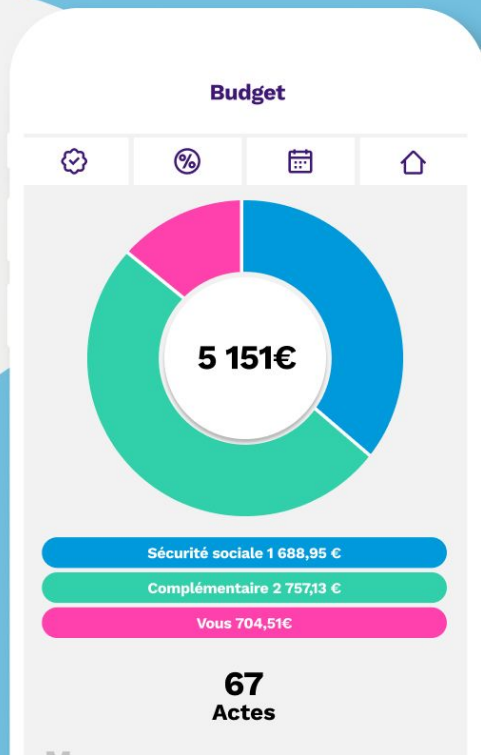 Budget
5 151€
Sécurité sociale 1 688,95 €
Complémentaire 2 757,13 €
Vous 704,51€
67
Actes